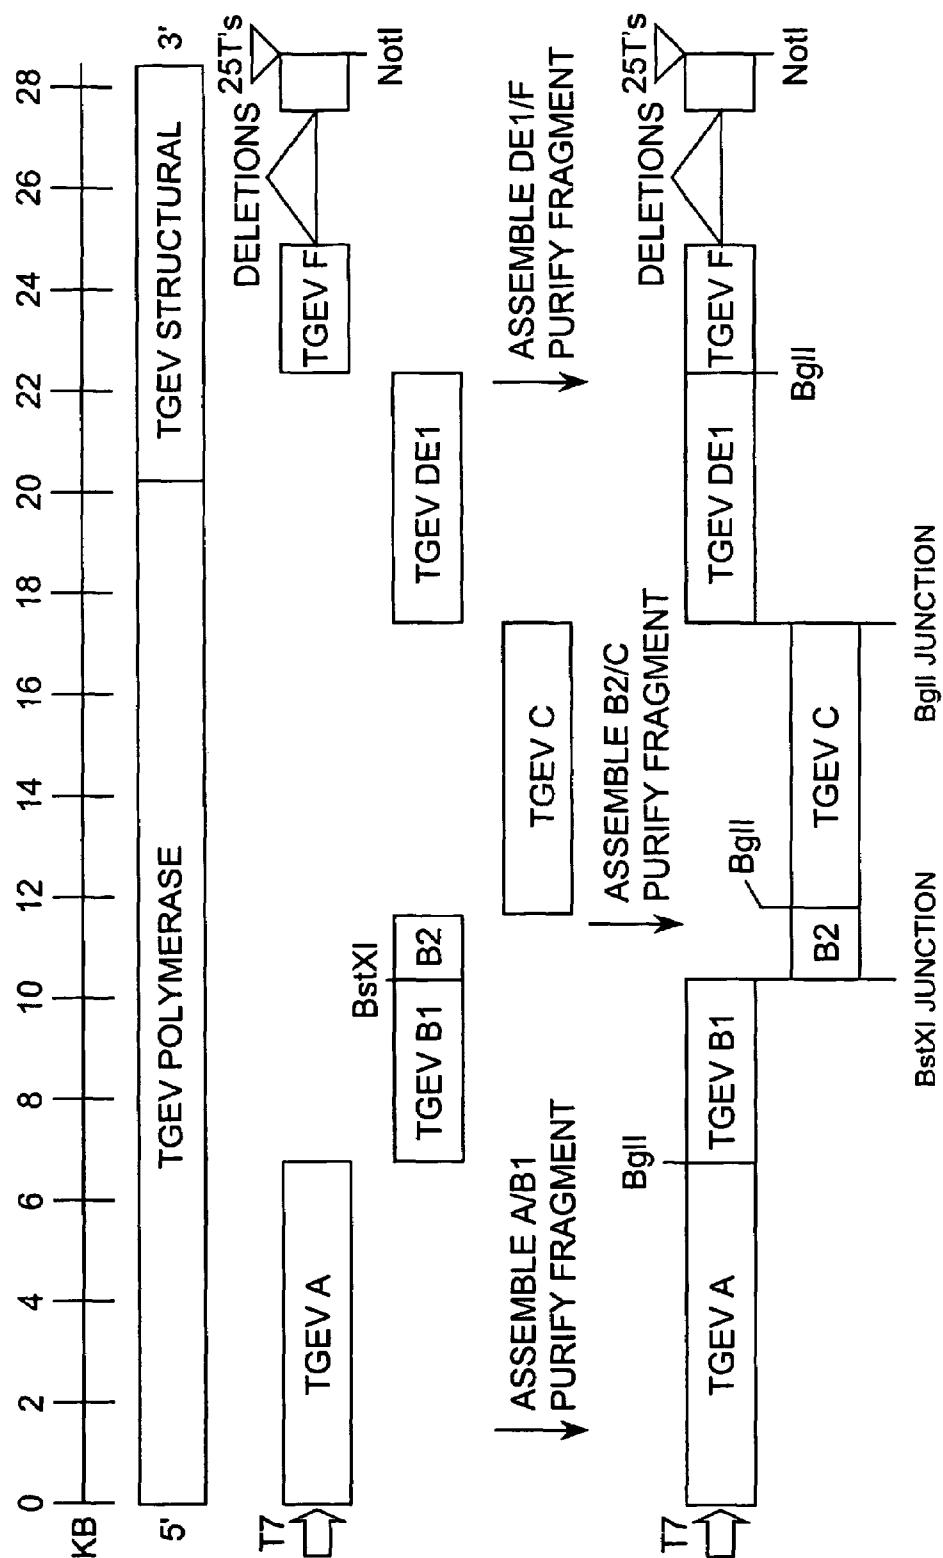 KB
0 2 4 6 8 10 12 14 16 18 20 22 24 26 28
5'
TGEV POLYMERASE
TGEV STRUCTURAL
3'
T7
TGEV A
BstXI
TGEV B1
B2
TGEV C
TGEV DE1
TGEV F
DELETIONS
25T's
NotI
ASSEMBLE A/B1
PURIFY FRAGMENT
ASSEMBLE B2/C
PURIFY FRAGMENT
ASSEMBLE DE1/F
PURIFY FRAGMENT
T7
TGEV A
BglI
TGEV B1
B2
BglI
TGEV C
TGEV DE1
TGEV F
BglI
DELETIONS
25T's
NotI
BstXI JUNCTION
BglI JUNCTION